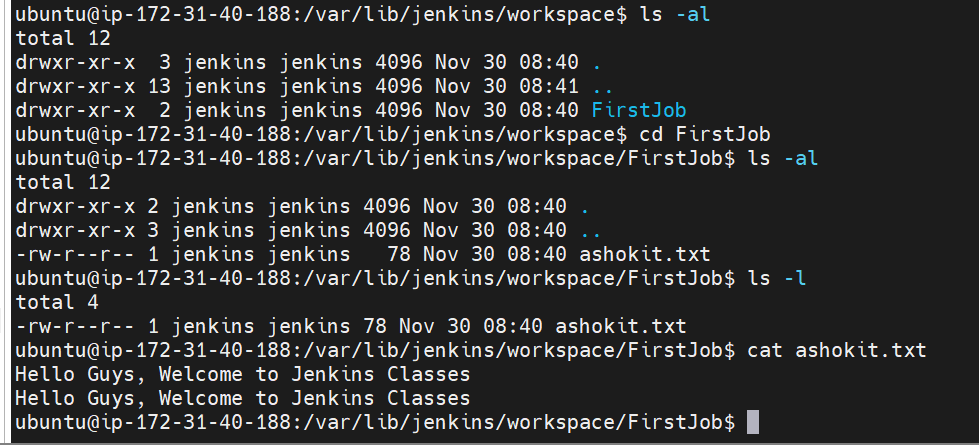 ubuntu@ip-172-31-40-188:/var/lib/jenkins/workspace$ ls -al
total 12
drwxr-xr-x  3 jenkins jenkins 4096 Nov 30 08:40 .
drwxr-xr-x 13 jenkins jenkins 4096 Nov 30 08:41 ..
drwxr-xr-x  2 jenkins jenkins 4096 Nov 30 08:40 FirstJob
ubuntu@ip-172-31-40-188:/var/lib/jenkins/workspace$ cd FirstJob
ubuntu@ip-172-31-40-188:/var/lib/jenkins/workspace/FirstJob$ ls -al
total 12
drwxr-xr-x 2 jenkins jenkins 4096 Nov 30 08:40 .
drwxr-xr-x 3 jenkins jenkins 4096 Nov 30 08:40 ..
-rw-r--r-- 1 jenkins jenkins   78 Nov 30 08:40 ashokit.txt
ubuntu@ip-172-31-40-188:/var/lib/jenkins/workspace/FirstJob$ ls -l
total 4
-rw-r--r-- 1 jenkins jenkins 78 Nov 30 08:40 ashokit.txt
ubuntu@ip-172-31-40-188:/var/lib/jenkins/workspace/FirstJob$ cat ashokit.txt
Hello Guys, Welcome to Jenkins Classes
Hello Guys, Welcome to Jenkins Classes
ubuntu@ip-172-31-40-188:/var/lib/jenkins/workspace/FirstJob$